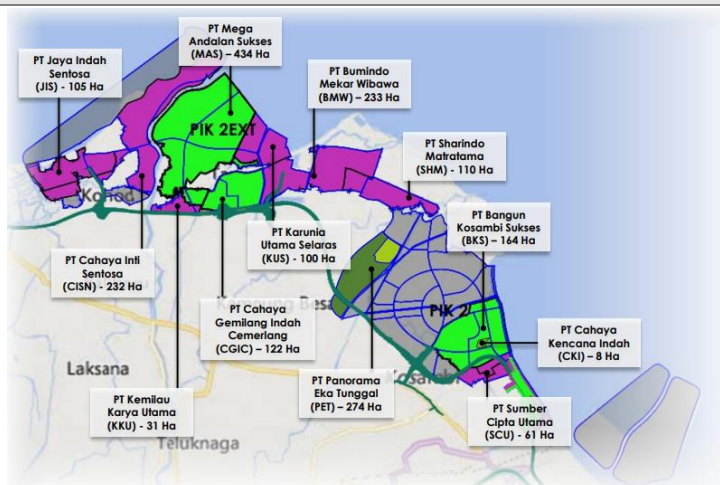 PT Mega
Andalan Sukses
(MAS) – 434 Ha
PT Jaya Indah
Sentosa
(JIS) - 105 Ha
PT Bumindo
Mekar Wibawa
(BMW) – 233 Ha
PIK 2EXT
PT Sharindo
Matratama
(SHM) - 110 Ha
Kohod
PT Bangun
Kosambi Sukses
(BKS) – 164 Ha
PT Karunia
Utama Selaras
(KUS) - 100 Ha
PT Cahaya Inti
Sentosa
(CISN) - 232 Ha
PT Cahaya
Gemilang Indah
Cemerlang
(CGIC) – 122 Ha
PIK 2
PT Cahaya
Kencana Indah
(CKI) – 8 Ha
Laksana
PT Panorama
Eka Tunggal
(PET) – 274 Ha
PT Kemilau
Karya Utama
(KKU) - 31 Ha
PT Sumber
Cipta Utama
(SCU) - 61 Ha
Teluknaga